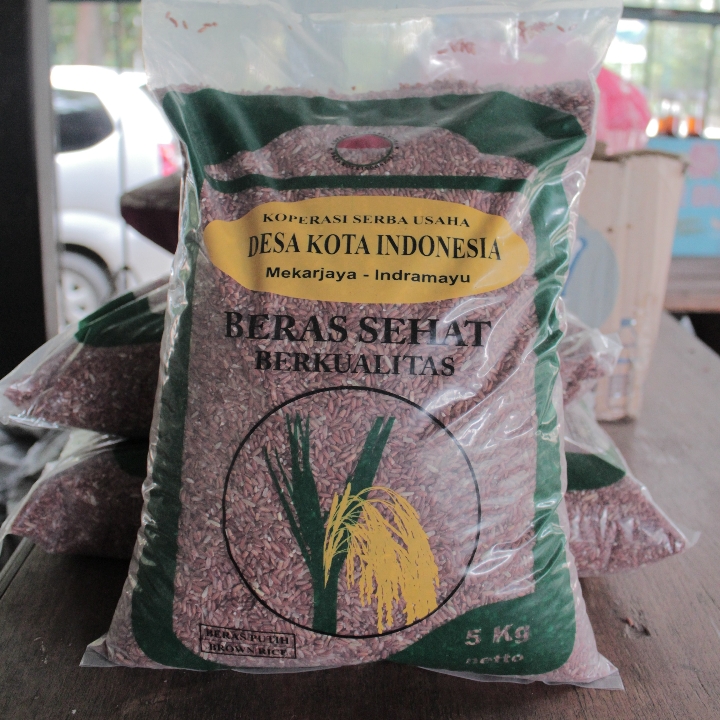 KOPERASI SERBA USAHA
DESA KOTA INDONESIA
Mekarjaya - Indramayu
BERAS SEHAT
BERKUALITAS
BERAS PUTIH
BROWN RICE
5 Kg
netto